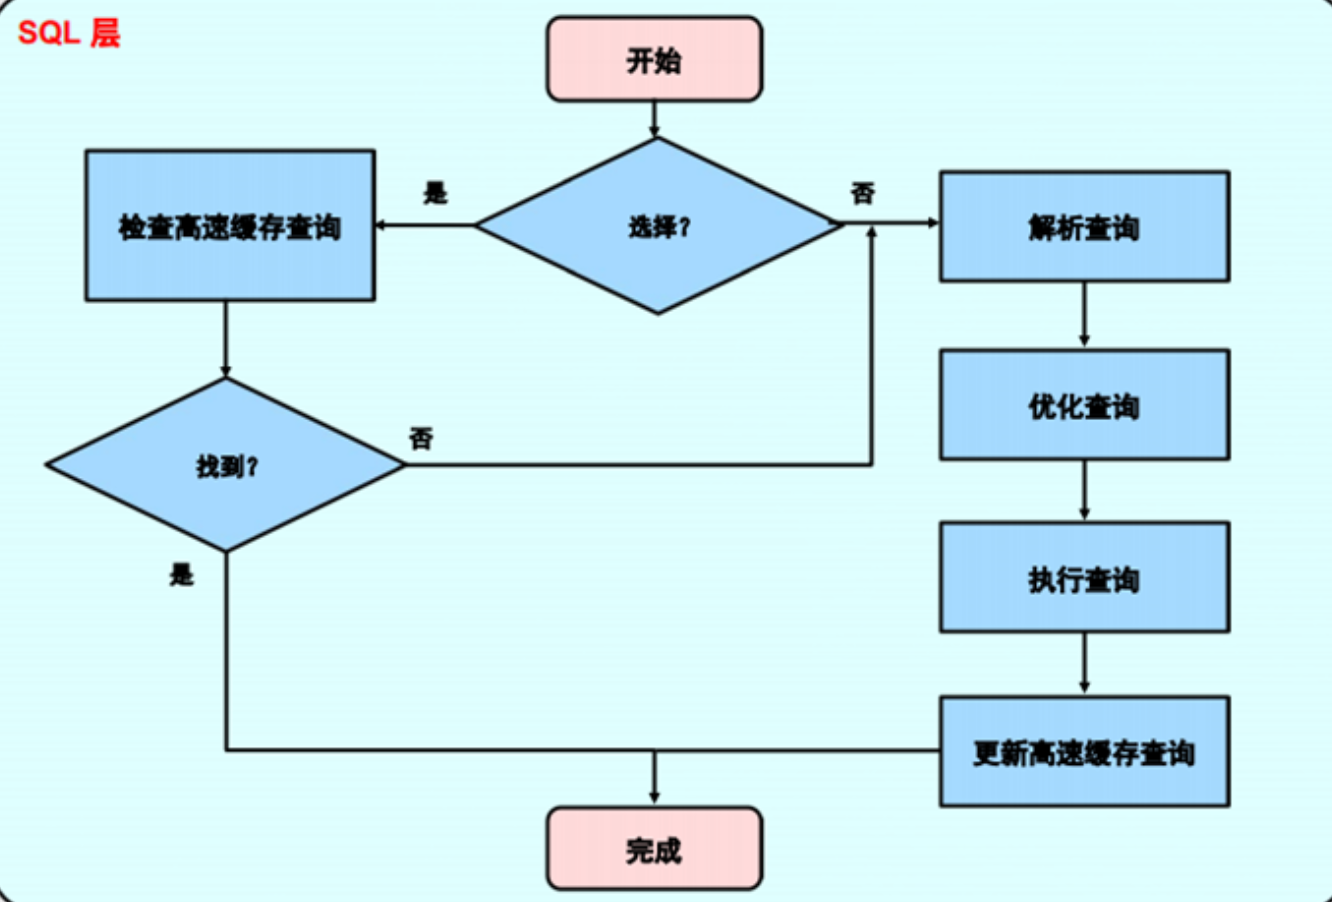 SQL 层
开始
是
选择?
否
检查高速缓存查询
解析查询
优化查询
找到?
否
是
执行查询
更新高速缓存查询
完成